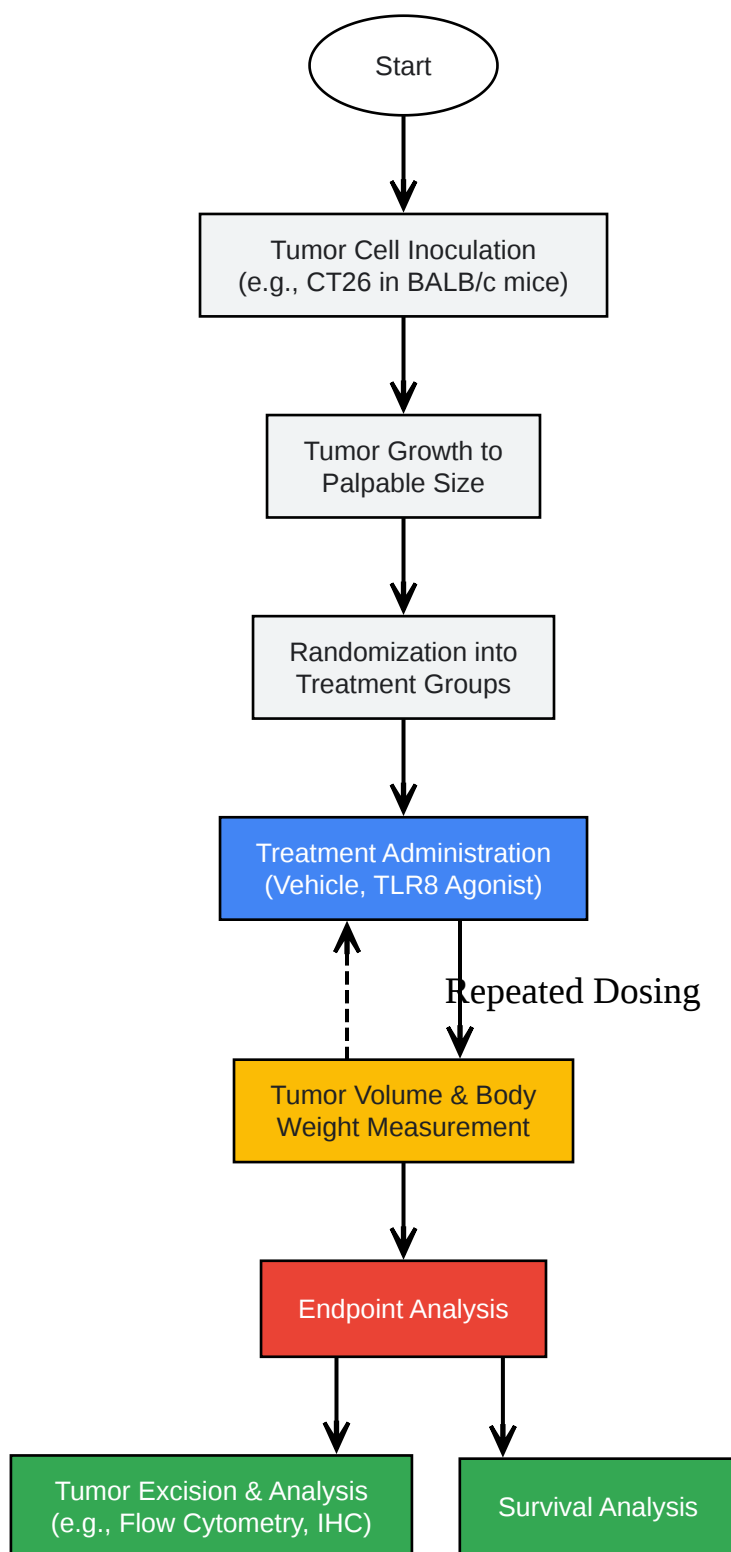 Start
Tumor Cell Inoculation
(e.g., CT26 in BALB/c mice)
Tumor Growth to
Palpable Size
Randomization into
Treatment Groups
Treatment Administration
(Vehicle, TLR8 Agonist)
Repeated Dosing
Tumor Volume & Body
Weight Measurement
Endpoint Analysis
Tumor Excision & Analysis
(e.g., Flow Cytometry, IHC)
Survival Analysis